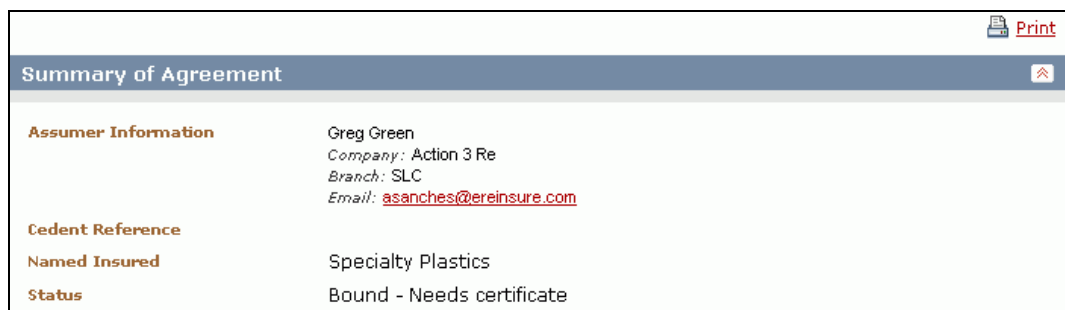 Print
Summary of Agreement
Assumer Information Greg Green
Company: Action 3 Re
Branch: SLC
Email: asanches@ereinsure.com
Cedent Reference
Named Insured Specialty Plastics
Status Bound - Needs certificate